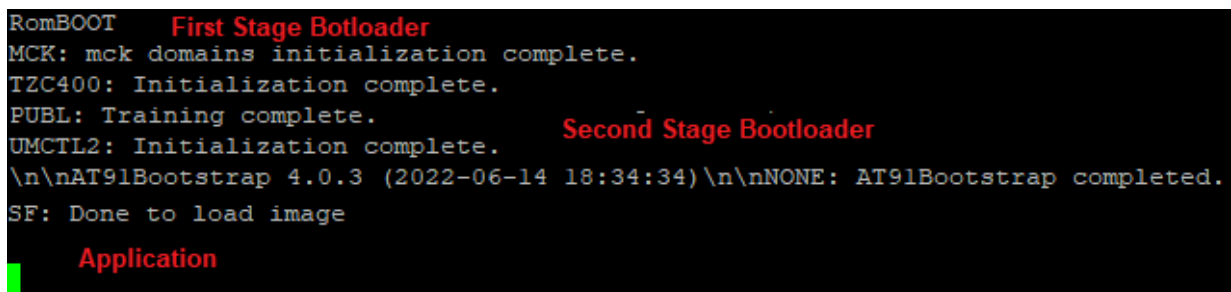 RomBOOT First Stage Botloader
MCK: mck domains initialization complete.
TZC400: Initialization complete.
PUBL: Training complete.
Second Stage Bootloader
UMCTL2: Initialization complete.
\n\nAT91Bootstrap 4.0.3 (2022-06-14 18:34:34)\n\nNONE: AT91Bootstrap completed.
SF: Done to load image
Application